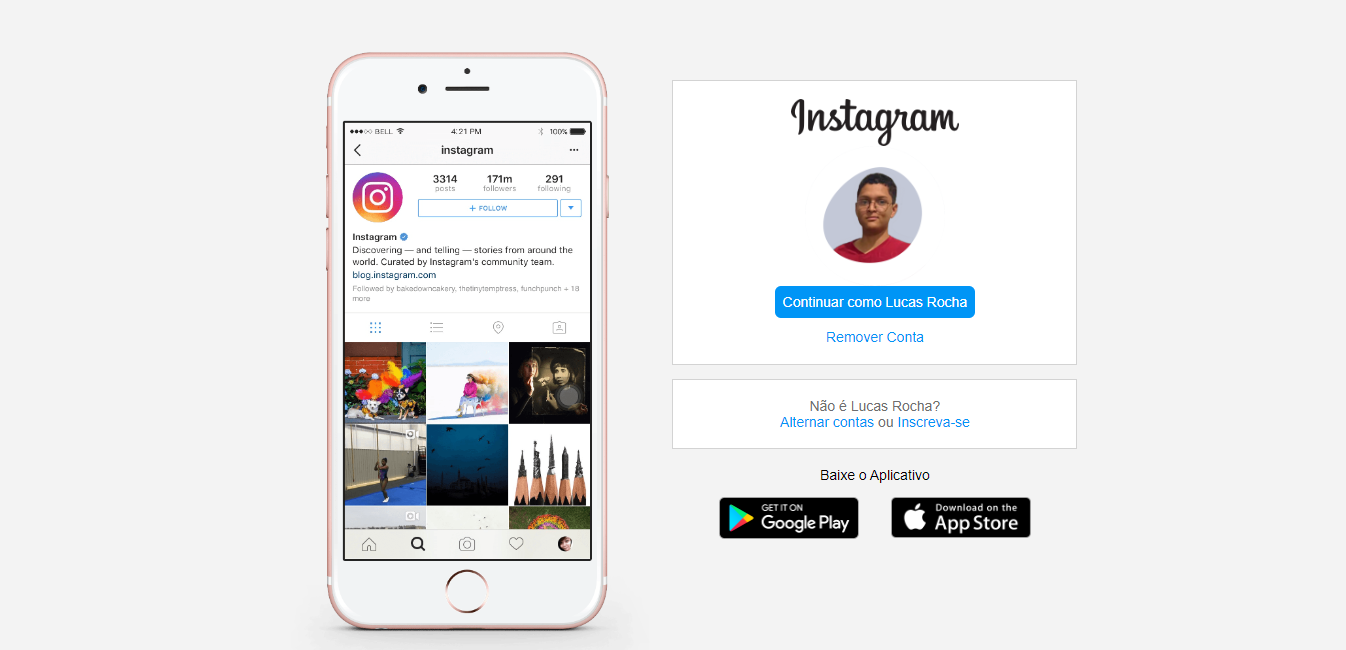 BELL 4:21 PM 100%
instagram
3314 171m 291
posts followers following
+ FOLLOW
Instagram
Discovering — and telling — stories from around the
world. Curated by Instagram's community team.
blog.instagram.com
Followed by bakedowncakery, thetinytemptress, funchpunch + 18
more
Instagram
Continuar como Lucas Rocha
Remover Conta
Não é Lucas Rocha?
Alternar contas ou Inscreva-se
Baixe o Aplicativo
GET IT ON
Google Play
Download on the
App Store